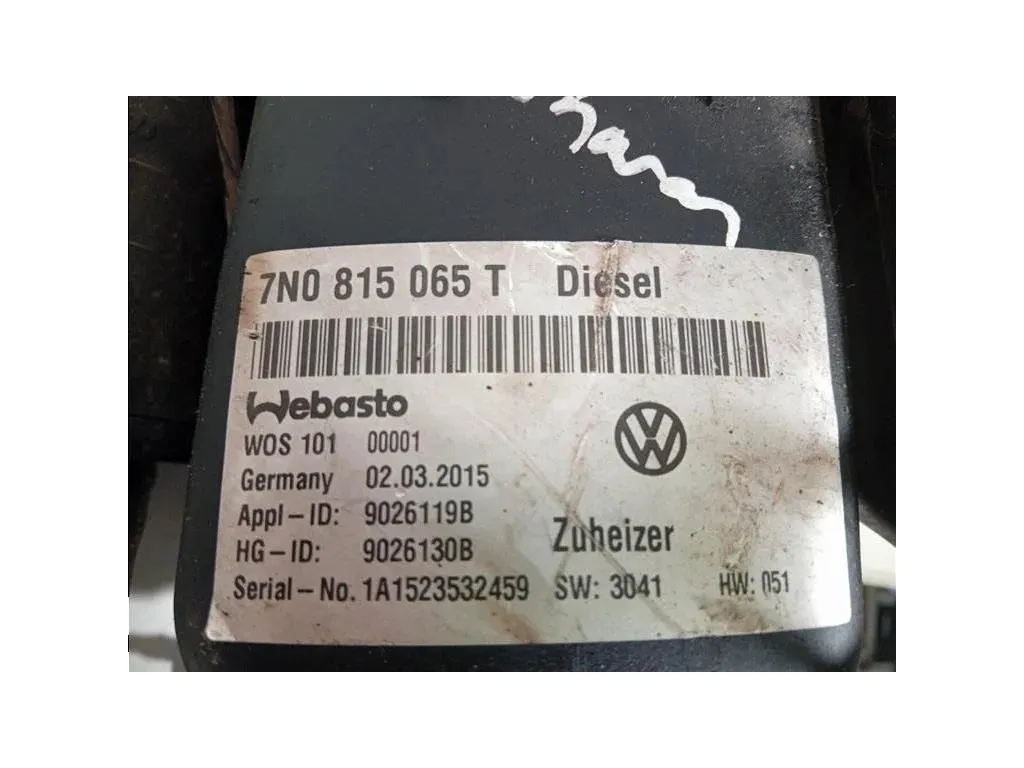 7N0 815 065 T Diesel
Webasto
WOS 101 00001
Germany 02.03.2015
Appl-ID: 9026119B
HG-ID: 9026130B Zuheizer
Serial-No. 1A1523532459 SW: 3041 HW: 051